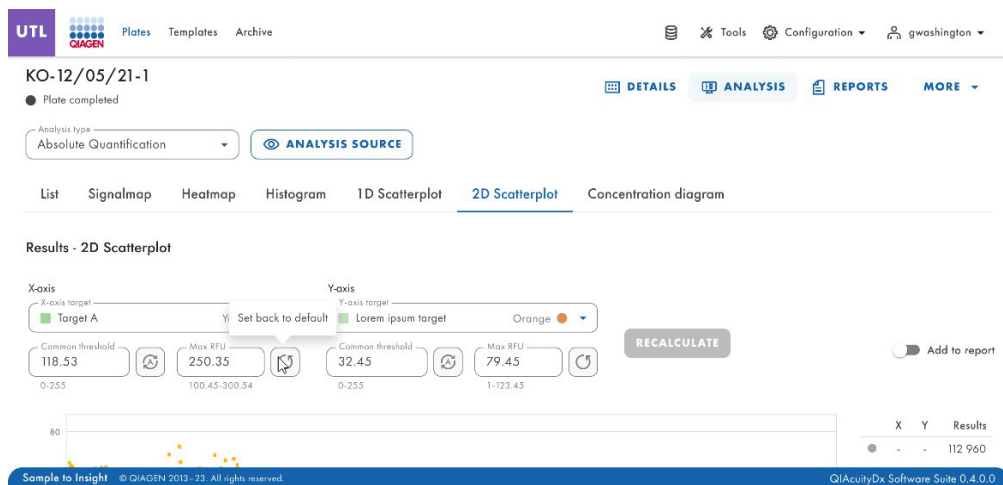 UTL QIAGEN Plates Templates Archive Tools Configuration gwashington
KO-12/05/21-1
Plate completed
DETAILS ANALYSIS REPORTS MORE
Analysis type
Absolute Quantification
ANALYSIS SOURCE
List Signalmap Heatmap Histogram 1D Scatterplot 2D Scatterplot Concentration diagram
Results - 2D Scatterplot
X-axis Y-axis
X-axis target Y-axis target
Target A Set back to default Lorem ipsum target Orange
Common threshold Max RFU Common threshold Max RFU
118.53 A 250.35 32.45 A 79.45
RECALCULATE
Add to report
0-255 100.45-300.54 0-255 1-123.45
X Y Results
80
- - 112 960
Sample to Insight © QIAGEN 2013–23. All rights reserved. QIAcuityDx Software Suite 0.4.0.0